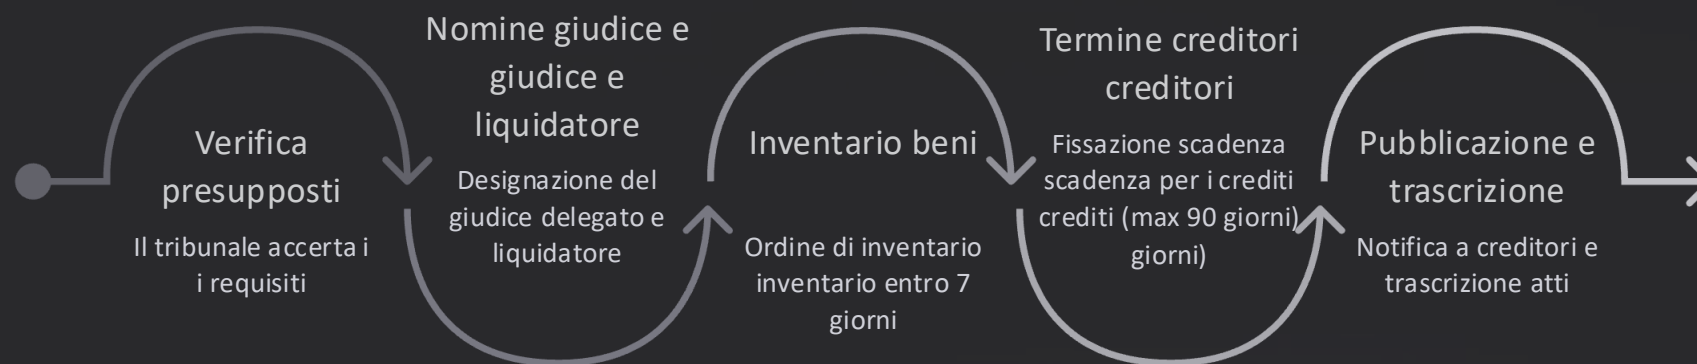 Verifica
presupposti
Il tribunale accerta i
i requisiti
Nomine giudice e
giudice e
liquidatore
Designazione del
giudice delegato e
liquidatore
Inventario beni
Ordine di inventario
inventario entro 7
giorni
Termine creditori
creditori
Fissazione scadenza
scadenza per i crediti
crediti (max 90 giorni)
giorni)
Pubblicazione e
trascrizione
Notifica a creditori e
trascrizione atti